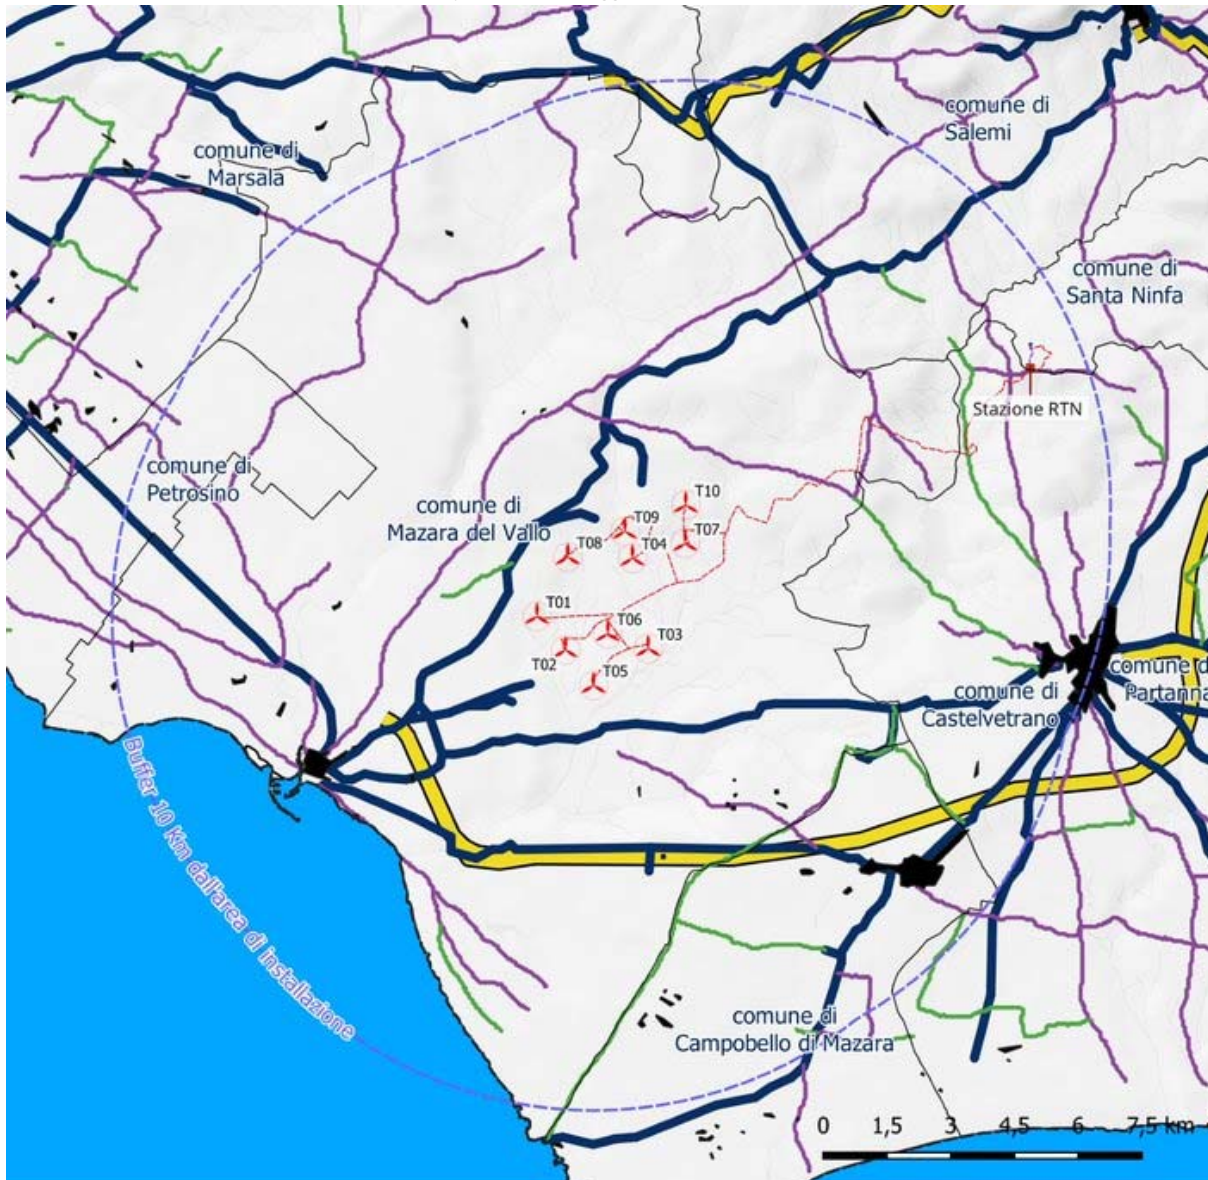 comune di
Salemi
comune di
Marsala
comune di
Santa Ninfa
Stazione RTN
comune di
Petrosino
comune di
Mazara del Vallo
T10
T09
T07
T08
T04
T01
T06
T03
T02
T05
comune di
Castelvetrano
comune d
Partanna
Buffer 10 Km dall'area di installazione
comune di
Campobello di Mazara
0 1,5 3 4,5 6 7,5 km